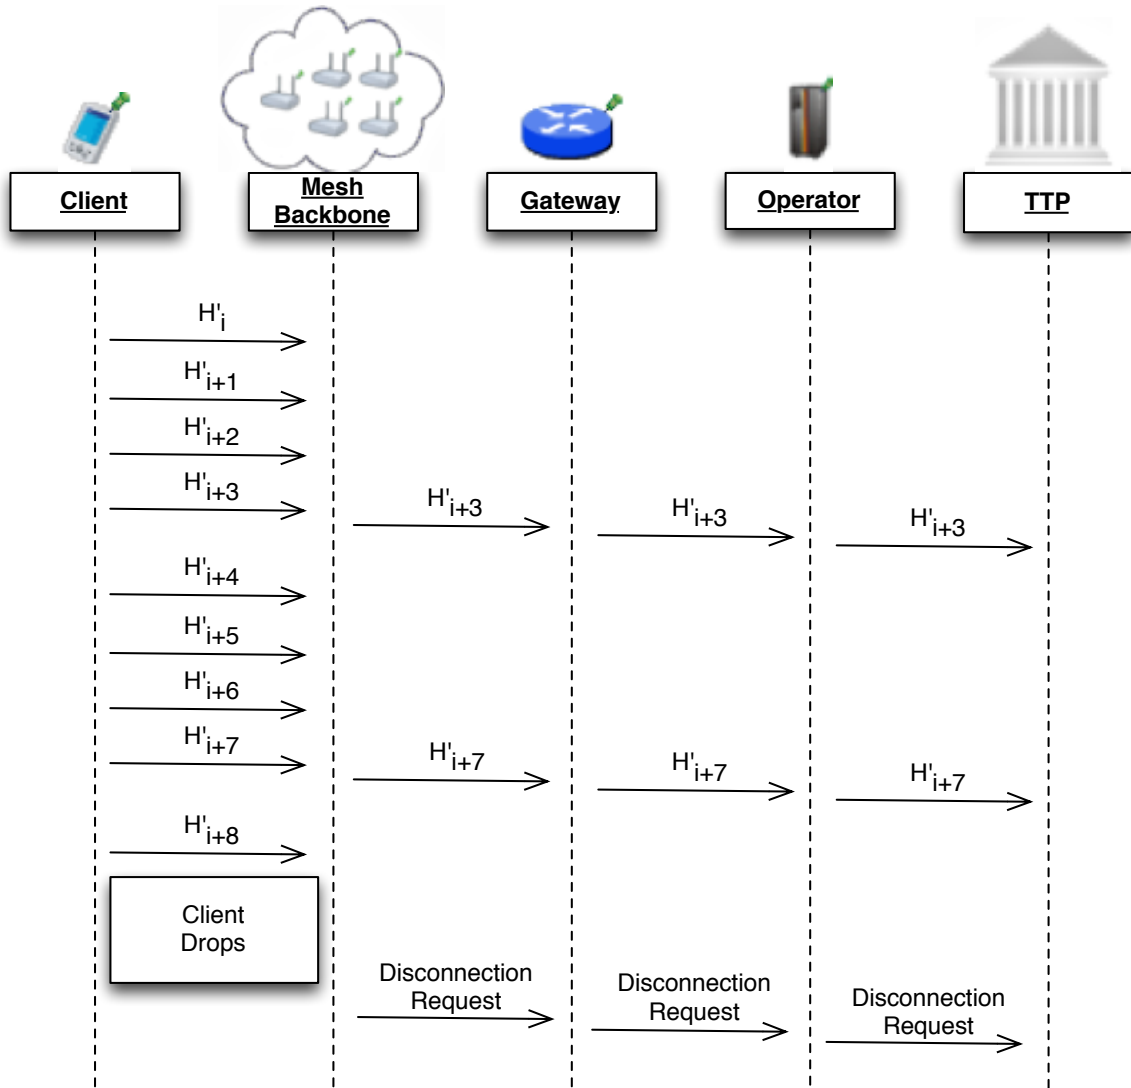 Client
Mesh
Backbone
Gateway
Operator
TTP
H'i
H'i+1
H'i+2
H'i+3
H'i+3
H'i+3
H'i+3
H'i+4
H'i+5
H'i+6
H'i+7
H'i+7
H'i+7
H'i+7
H'i+8
Client
Drops
Disconnection
Request
Disconnection
Request
Disconnection
Request